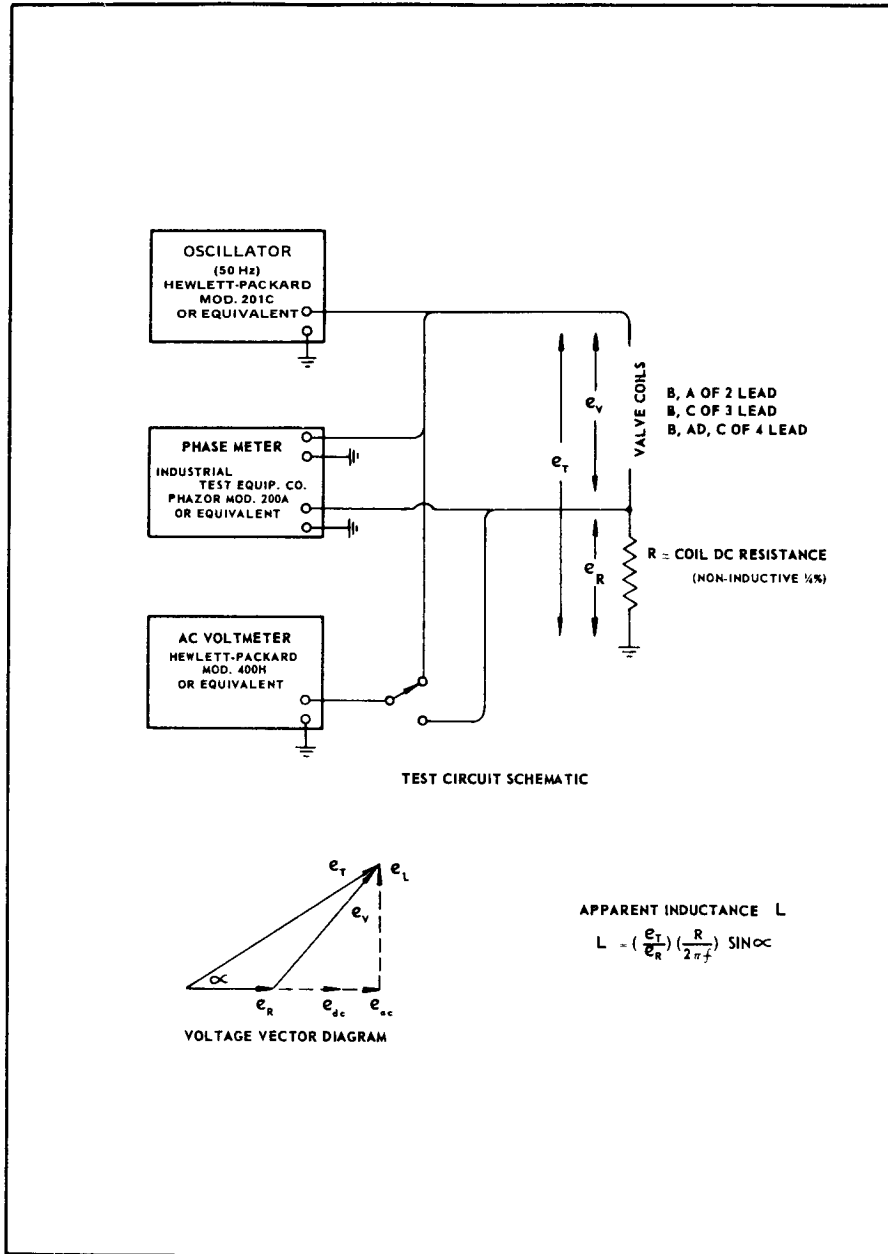 OSCILLATOR
(50 Hz)
HEWLETT-PACKARD
MOD. 201C
OR EQUIVALENT
PHASE METER
INDUSTRIAL
TEST EQUIP. CO.
PHAZOR MOD. 200A
OR EQUIVALENT
AC VOLTMETER
HEWLETT-PACKARD
MOD. 400H
OR EQUIVALENT
e_T
e_V
e_R
VALVE COILS
B, A OF 2 LEAD
B, C OF 3 LEAD
B, AD, C OF 4 LEAD
R = COIL DC RESISTANCE
(NON-INDUCTIVE ¼%)
TEST CIRCUIT SCHEMATIC
e_T
e_L
e_V
∝
e_R
e_dc
e_ac
VOLTAGE VECTOR DIAGRAM
APPARENT INDUCTANCE L
L = (e_T/e_R) (R/2πf) SIN∝